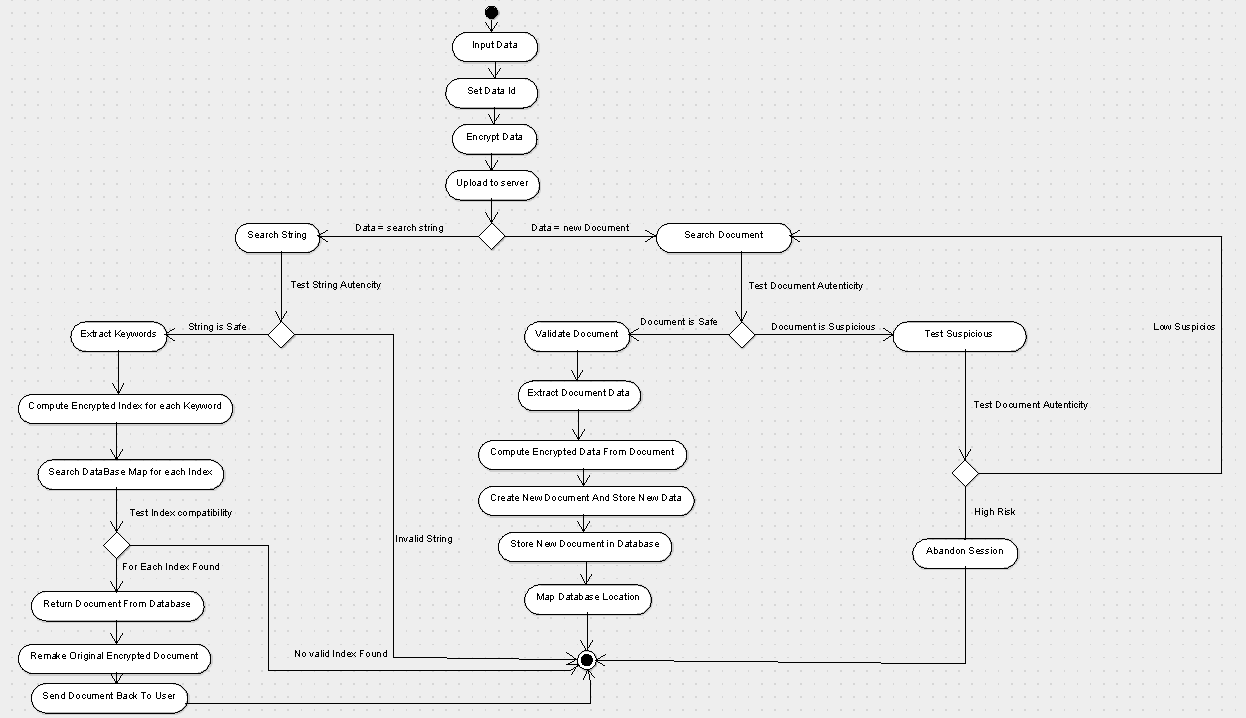 Input Data
Set Data Id
Encrypt Data
Upload to server
Data = search string
Data = new Document
Search String
Search Document
Test String Autencity
Test Document Autenticity
String is Safe
Extract Keywords
Document is Safe
Validate Document
Document is Suspicious
Test Suspicious
Low Suspicios
Extract Document Data
Compute Encrypted Index for each Keyword
Test Document Autenticity
Compute Encrypted Data From Document
Search DataBase Map for each Index
Create New Document And Store New Data
Test Index compatibility
High Risk
Invalid String
Store New Document in Database
Abandon Session
For Each Index Found
Map Database Location
Return Document From Database
Remake Original Encrypted Document
No valid Index Found
Send Document Back To User